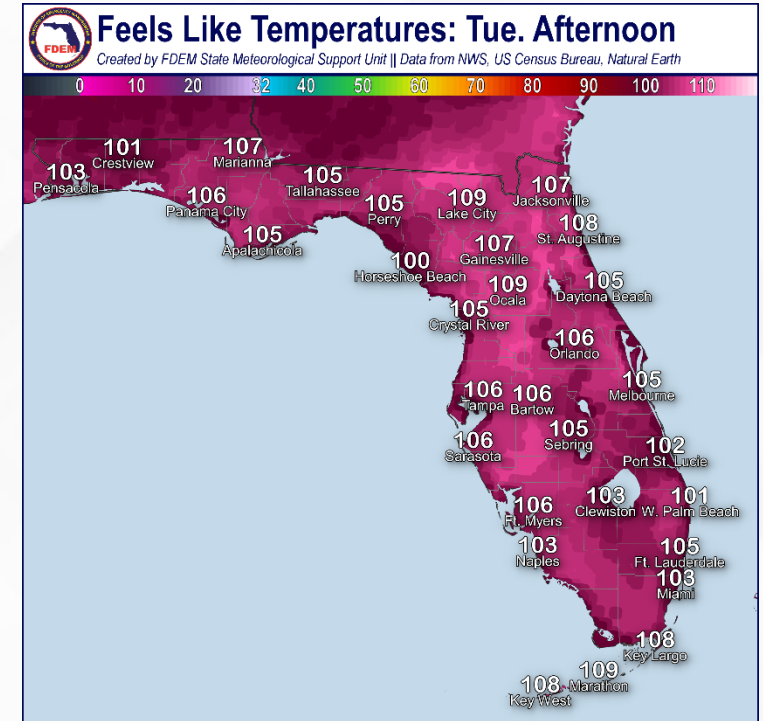 FDEM
Feels Like Temperatures: Tue. Afternoon
Created by FDEM State Meteorological Support Unit || Data from NWS, US Census Bureau, Natural Earth
0 10 20 32 40 50 60 70 80 90 100 110
101
Crestview
107
Marianna
103
Pensacola
105
Tallahassee
106
Panama City
105
Perry
109
Lake City
107
Jacksonville
108
St. Augustine
105
Apalachicola
107
Gainesville
100
Horseshoe Beach
109
Ocala
105
Daytona Beach
105
Crystal River
106
Orlando
105
Melbourne
106
Tampa
106
Bartow
105
Sebring
106
Sarasota
102
Port St. Lucie
106
Ft. Myers
103
Clewiston
101
W. Palm Beach
103
Naples
105
Ft. Lauderdale
103
Miami
108
Key Largo
109
Marathon
108
Key West